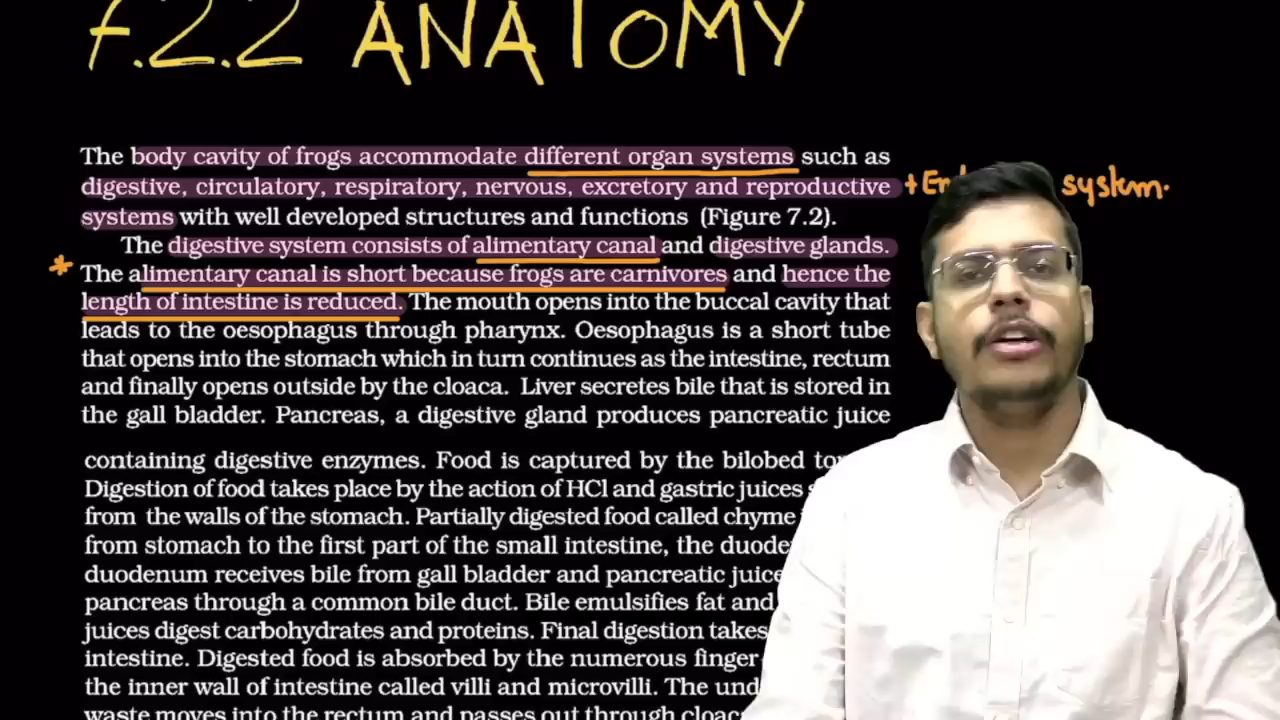 7.2.2 ANATOMY
The body cavity of frogs accommodate different organ systems such as
digestive, circulatory, respiratory, nervous, excretory and reproductive + system.
systems with well developed structures and functions (Figure 7.2).
The digestive system consists of alimentary canal and digestive glands.
* The alimentary canal is short because frogs are carnivores and hence the
length of intestine is reduced. The mouth opens into the buccal cavity that
leads to the oesophagus through pharynx. Oesophagus is a short tube
that opens into the stomach which in turn continues as the intestine, rectum
and finally opens outside by the cloaca. Liver secretes bile that is stored in
the gall bladder. Pancreas, a digestive gland produces pancreatic juice
containing digestive enzymes. Food is captured by the bilobed
Digestion of food takes place by the action of HCl and gastric juices
from the walls of the stomach. Partially digested food called chyme
from stomach to the first part of the small intestine, the
duodenum receives bile from gall bladder and pancreatic juice
pancreas through a common bile duct. Bile emulsifies fat and
juices digest carbohydrates and proteins. Final digestion takes
intestine. Digested food is absorbed by the numerous finger
the inner wall of intestine called villi and microvilli. The
waste moves into the rectum and passes out through